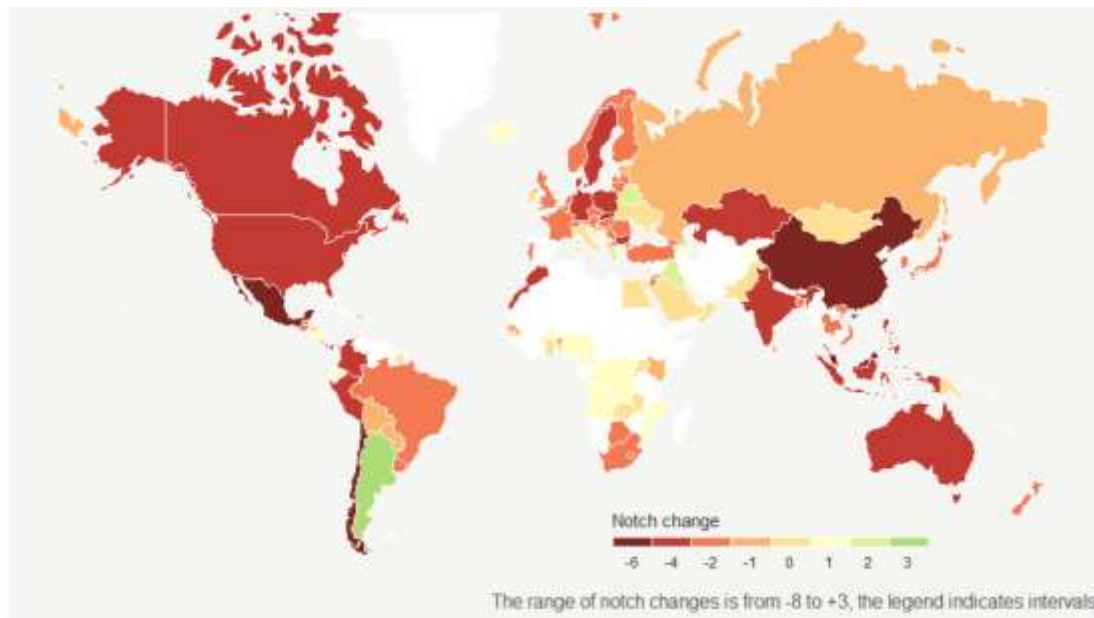 Notch change
-6 -4 -2 -1 0 1 2 3
The range of notch changes is from -8 to +3, the legend indicates intervals